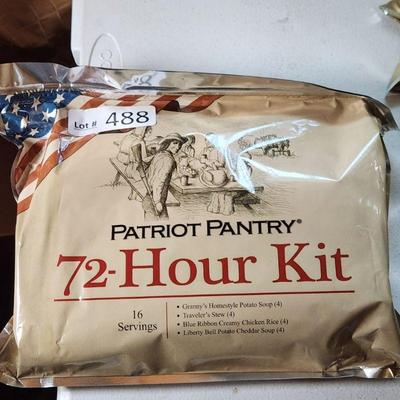 Lot # 488
PATRIOT PANTRY®
72-Hour Kit
16
Servings
• Granny's Homestyle Potato Soup (4)
• Traveler's Stew (4)
• Blue Ribbon Creamy Chicken Rice (4)
• Liberty Bell Potato Cheddar Soup (4)